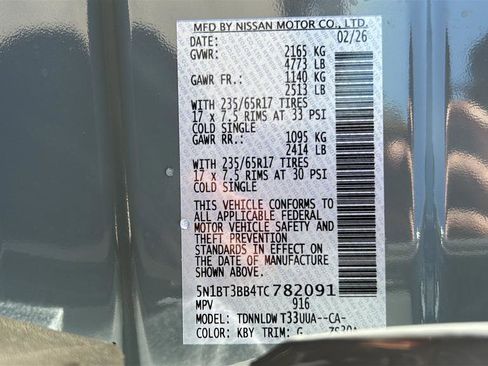 MFD BY NISSAN MOTOR CO., LTD.
DATE: 02/26
GVWR: 2165 KG
4773 LB
GAWR FR.: 1140 KG
2513 LB
WITH 235/65R17 TIRES
17 x 7.5 RIMS AT 33 PSI
COLD SINGLE
GAWR RR.: 1095 KG
2414 LB
WITH 235/65R17 TIRES
17 x 7.5 RIMS AT 30 PSI
COLD SINGLE
THIS VEHICLE CONFORMS TO
ALL APPLICABLE FEDERAL
MOTOR VEHICLE SAFETY AND
THEFT PREVENTION
STANDARDS IN EFFECT ON
THE DATE OF MANUFACTURE
SHOWN ABOVE.
5N1BT3BB4TC782091
MPV 916
MODEL: TDNNLDW T33UUA--CA-
COLOR: KBY TRIM: G